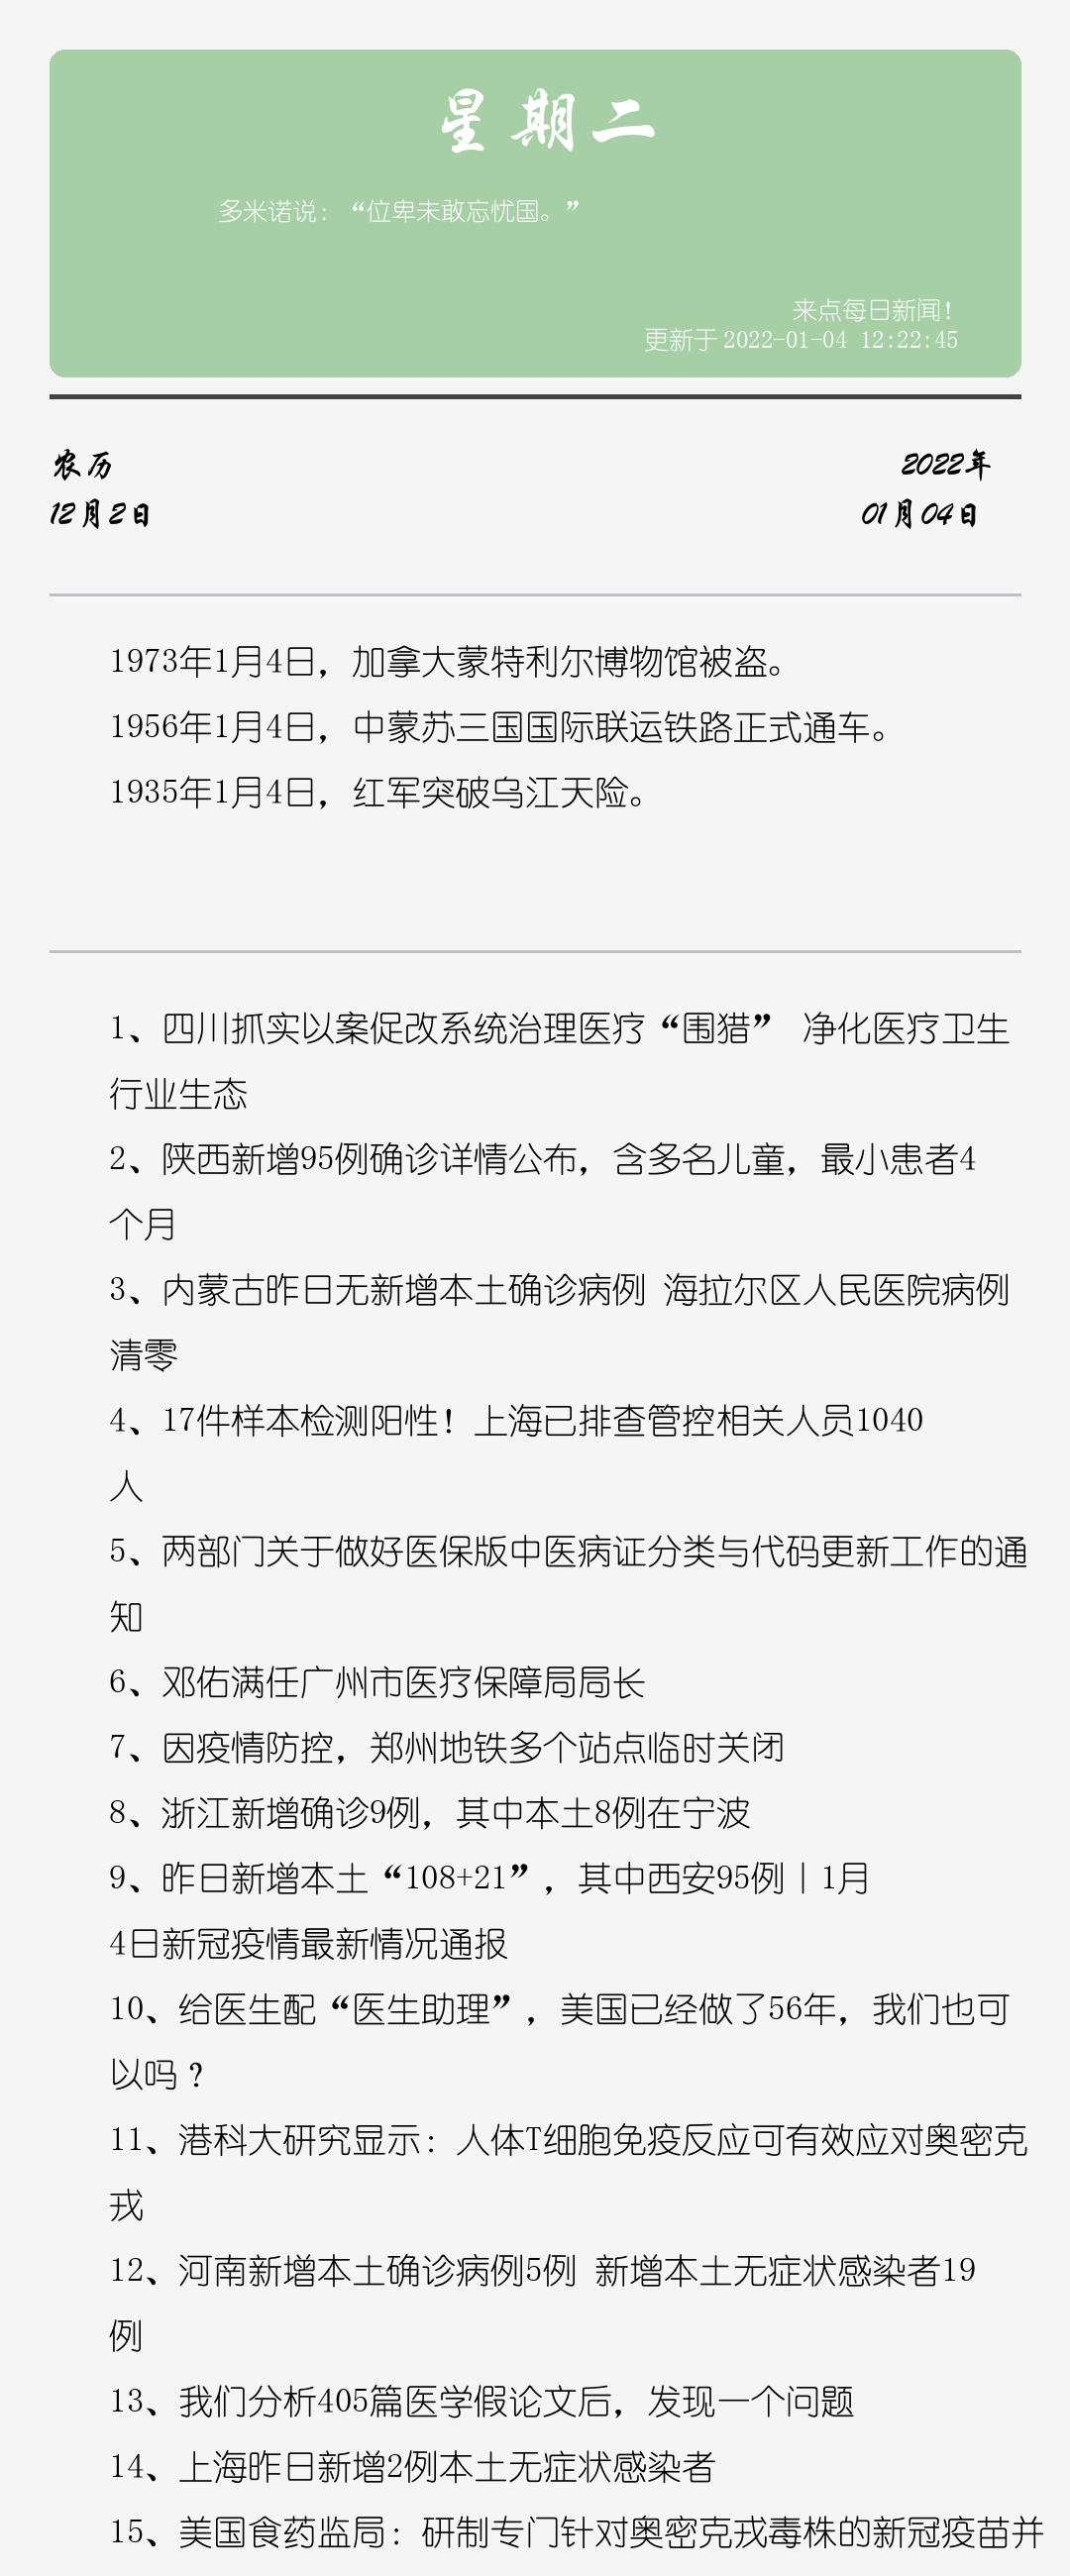 星期二
多米诺说：“位卑未敢忘忧国。”
来点每日新闻！
更新于 2022-01-04 12:22:45
农历
2022年
12月2日
01月04日
1973年1月4日，加拿大蒙特利尔博物馆被盗。
1956年1月4日，中蒙苏三国国际联运铁路正式通车。
1935年1月4日，红军突破乌江天险。
1、四川抓实以案促改系统治理医疗“围猎” 净化医疗卫生
行业生态
2、陕西新增95例确诊详情公布，含多名儿童，最小患者4
个月
3、内蒙古昨日无新增本土确诊病例 海拉尔区人民医院病例
清零
4、17件样本检测阳性！上海已排查管控相关人员1040
人
5、两部门关于做好医保版中医病证分类与代码更新工作的通
知
6、邓佑满任广州市医疗保障局局长
7、因疫情防控，郑州地铁多个站点临时关闭
8、浙江新增确诊9例，其中本土8例在宁波
9、昨日新增本土“108+21”，其中西安95例丨1月
4日新冠疫情最新情况通报
10、给医生配“医生助理”，美国已经做了56年，我们也可
以吗？
11、港科大研究显示：人体T细胞免疫反应可有效应对奥密克
戎
12、河南新增本土确诊病例5例 新增本土无症状感染者19
例
13、我们分析405篇医学假论文后，发现一个问题
14、上海昨日新增2例本土无症状感染者
15、美国食药监局：研制专门针对奥密克戎毒株的新冠疫苗并